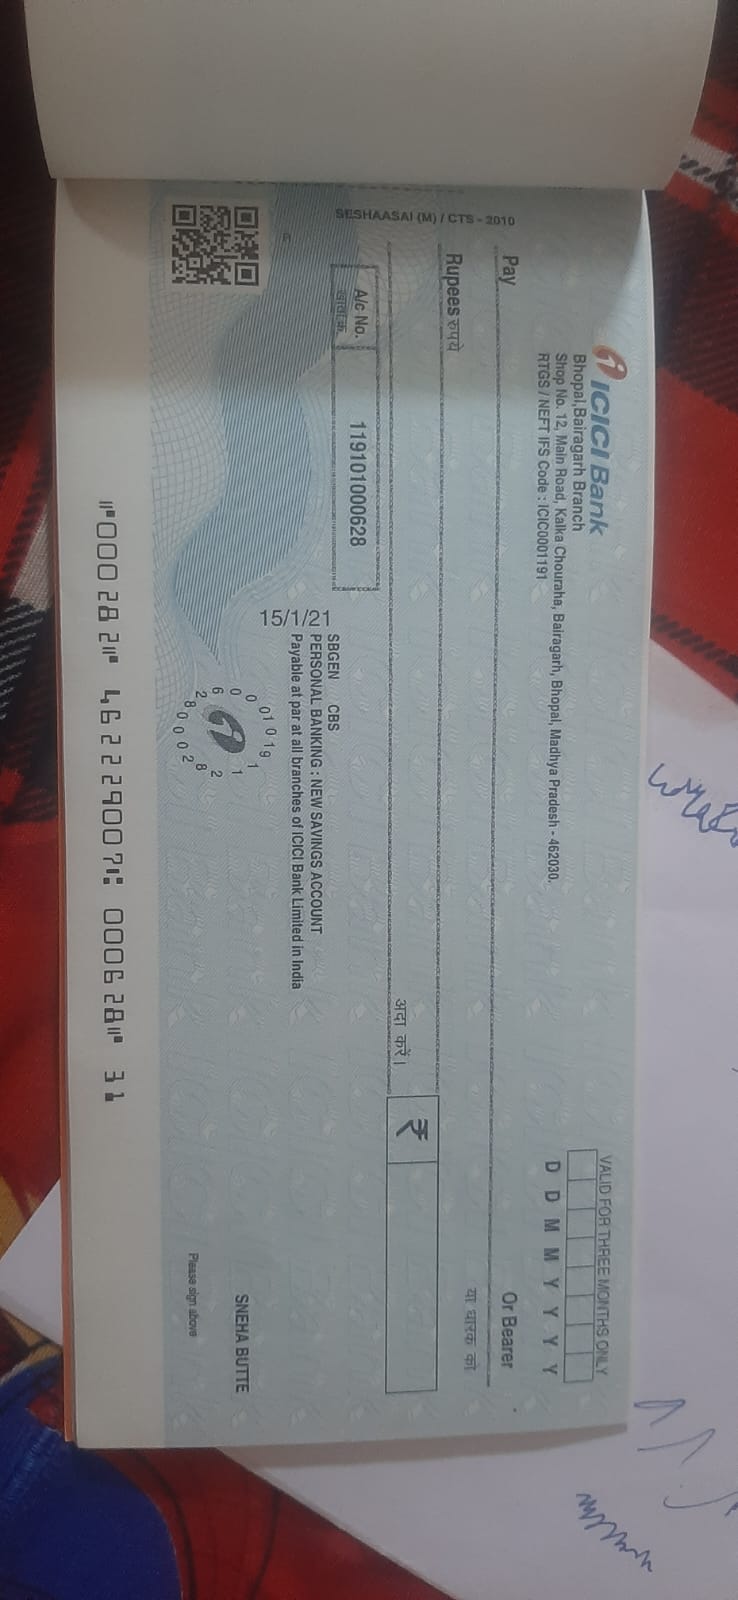 SESHAASAI (M) / CTS - 2010
ICICI Bank
Bhopal,Bairagarh Branch
Shop No. 12, Main Road, Kalka Chouraha, Bairagarh, Bhopal, Madhya Pradesh - 462030.
RTGS / NEFT IFS Code : ICIC0001191
VALID FOR THREE MONTHS ONLY
D D M M Y Y Y Y
Pay
Or Bearer
या धारक को
Rupees रुपये
अदा करें।
₹
A/c No.
खाता क्र.
119101000628
15/1/21
SBGEN CBS
PERSONAL BANKING : NEW SAVINGS ACCOUNT
Payable at par at all branches of ICICI Bank Limited in India
SNEHA BUTTE
Please sign above
⑈000282⑈ 462229007⑆ 000628⑈ 31